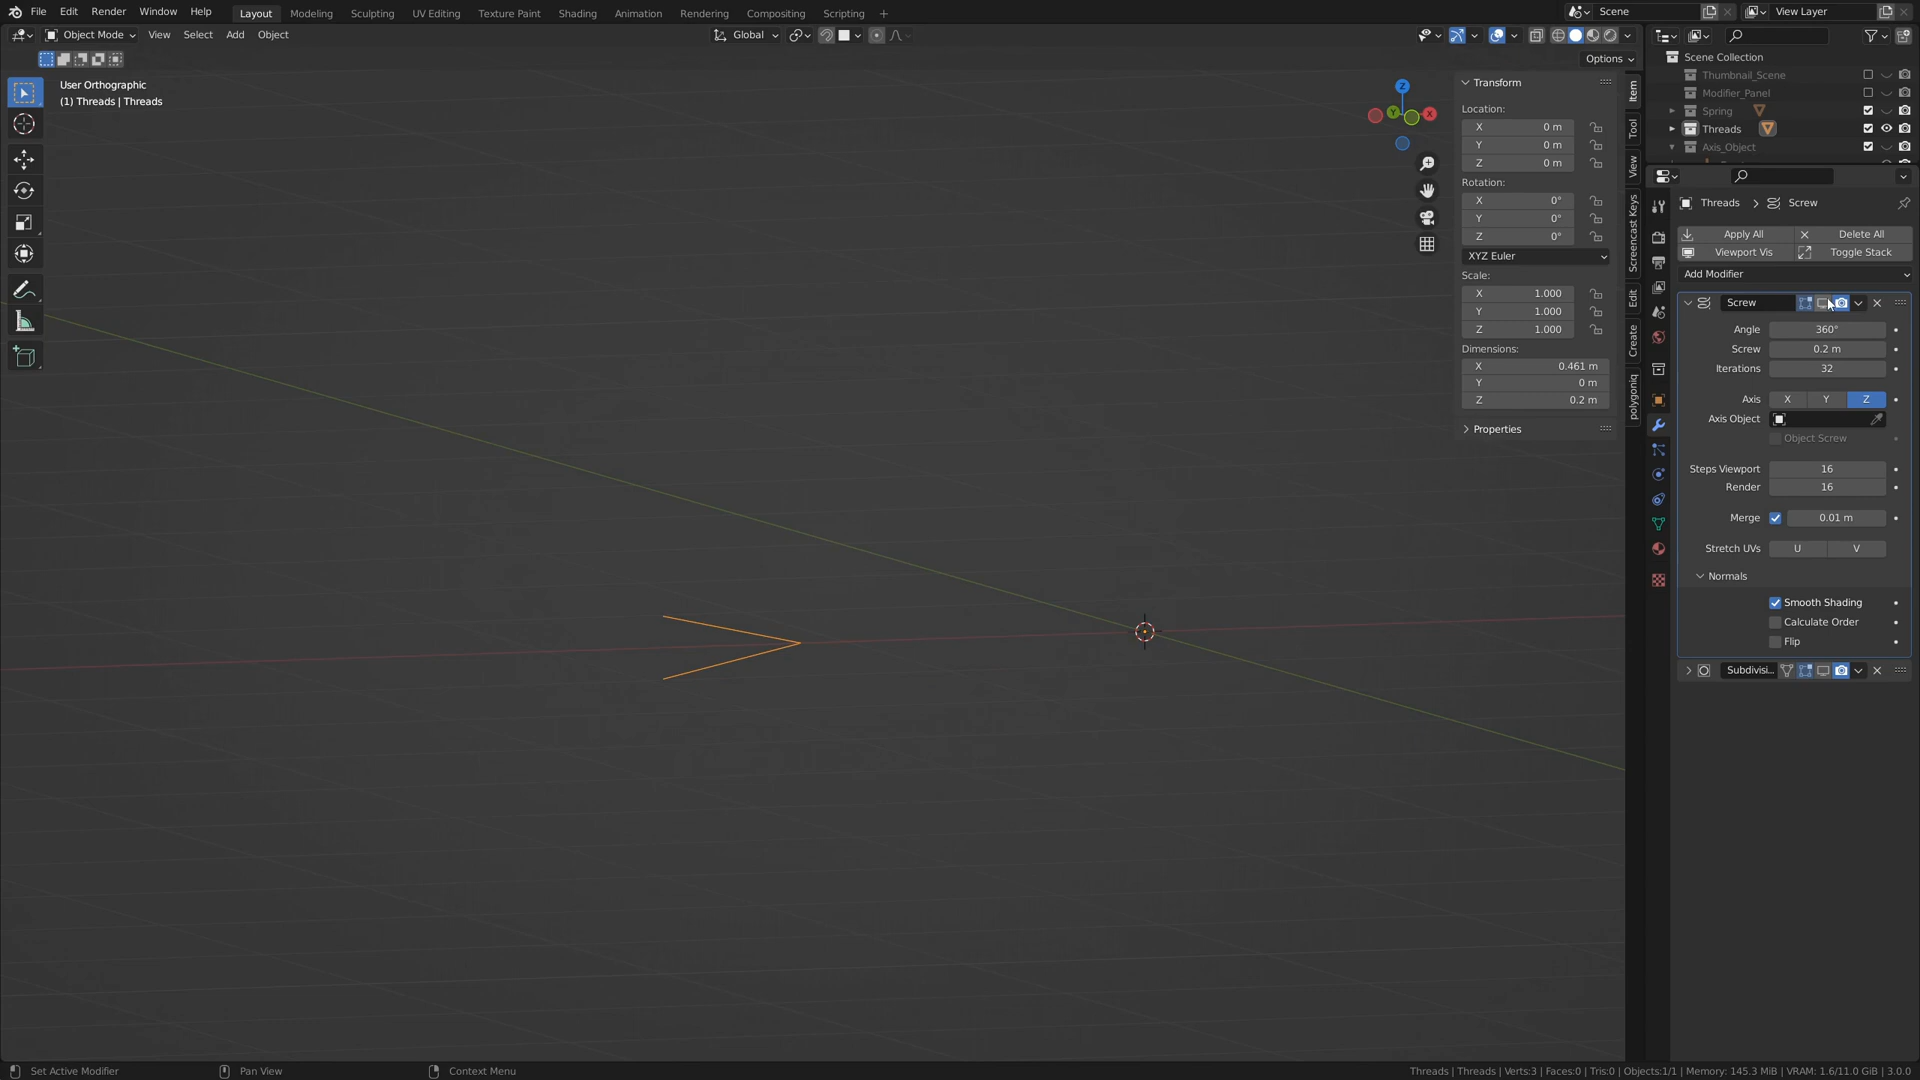 File Edit Render Window Help Layout Modeling Sculpting UV Editing Texture Paint Shading Animation Rendering Compositing Scripting + Scene View Layer
Object Mode View Select Add Object Global
Options
User Orthographic
(1) Threads | Threads
Z
Y
X
Transform
Location:
X 0 m
Y 0 m
Z 0 m
Rotation:
X 0°
Y 0°
Z 0°
XYZ Euler
Scale:
X 1.000
Y 1.000
Z 1.000
Dimensions:
X 0.461 m
Y 0 m
Z 0.2 m
Properties
Item
Tool
View
Screencast Keys
Edit
Create
polygoniq
Scene Collection
Thumbnail_Scene
Modifier_Panel
Spring
Threads
Axis_Object
Threads > Screw
Apply All Delete All
Viewport Vis Toggle Stack
Add Modifier
Screw
Angle 360°
Screw 0.2 m
Iterations 32
Axis X Y Z
Axis Object
Object Screw
Steps Viewport 16
Render 16
Merge 0.01 m
Stretch UVs U V
Normals
Smooth Shading
Calculate Order
Flip
Subdivisi...
Set Active Modifier Pan View Context Menu Threads | Threads | Verts:3 | Faces:0 | Tris:0 | Objects:1/1 | Memory: 145.3 MiB | VRAM: 1.6/11.0 GiB | 3.0.0